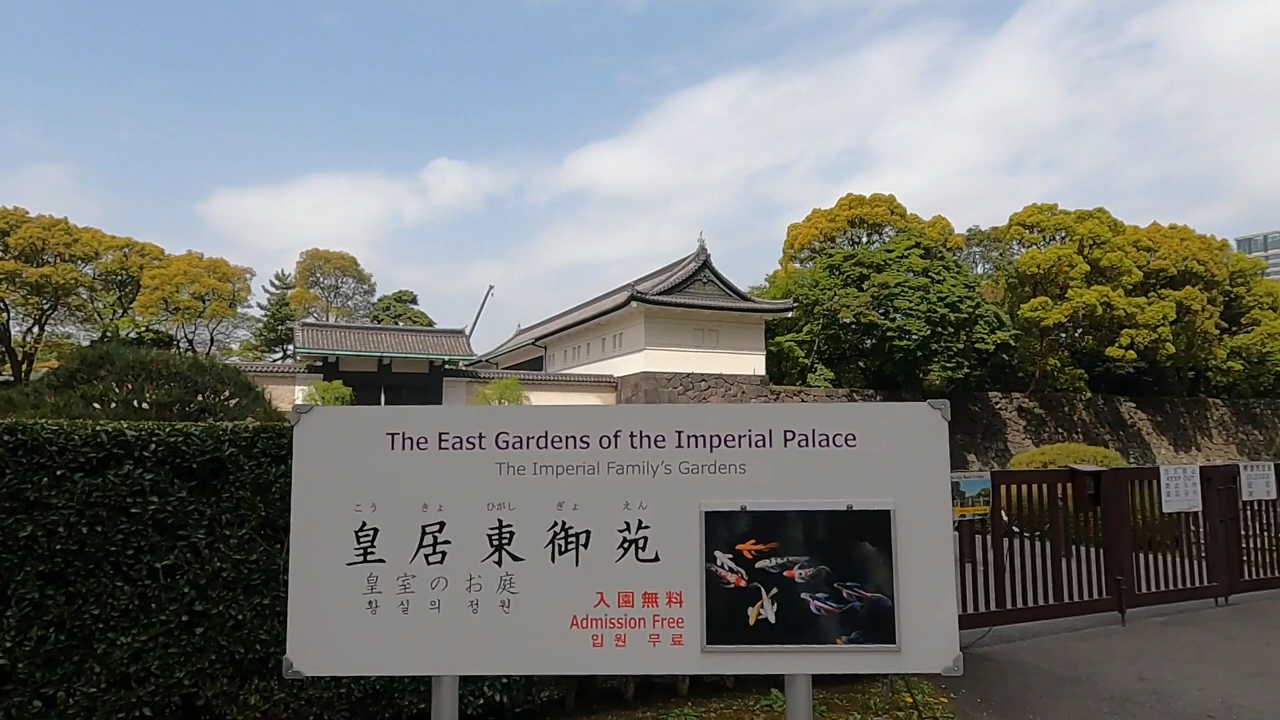 The East Gardens of the Imperial Palace
The Imperial Family's Gardens
こう きょ ひがし ぎょ えん
皇居東御苑
皇室のお庭
황실의 정원
入園無料
Admission Free
입원 무료
KEEP OUT
CLOSED